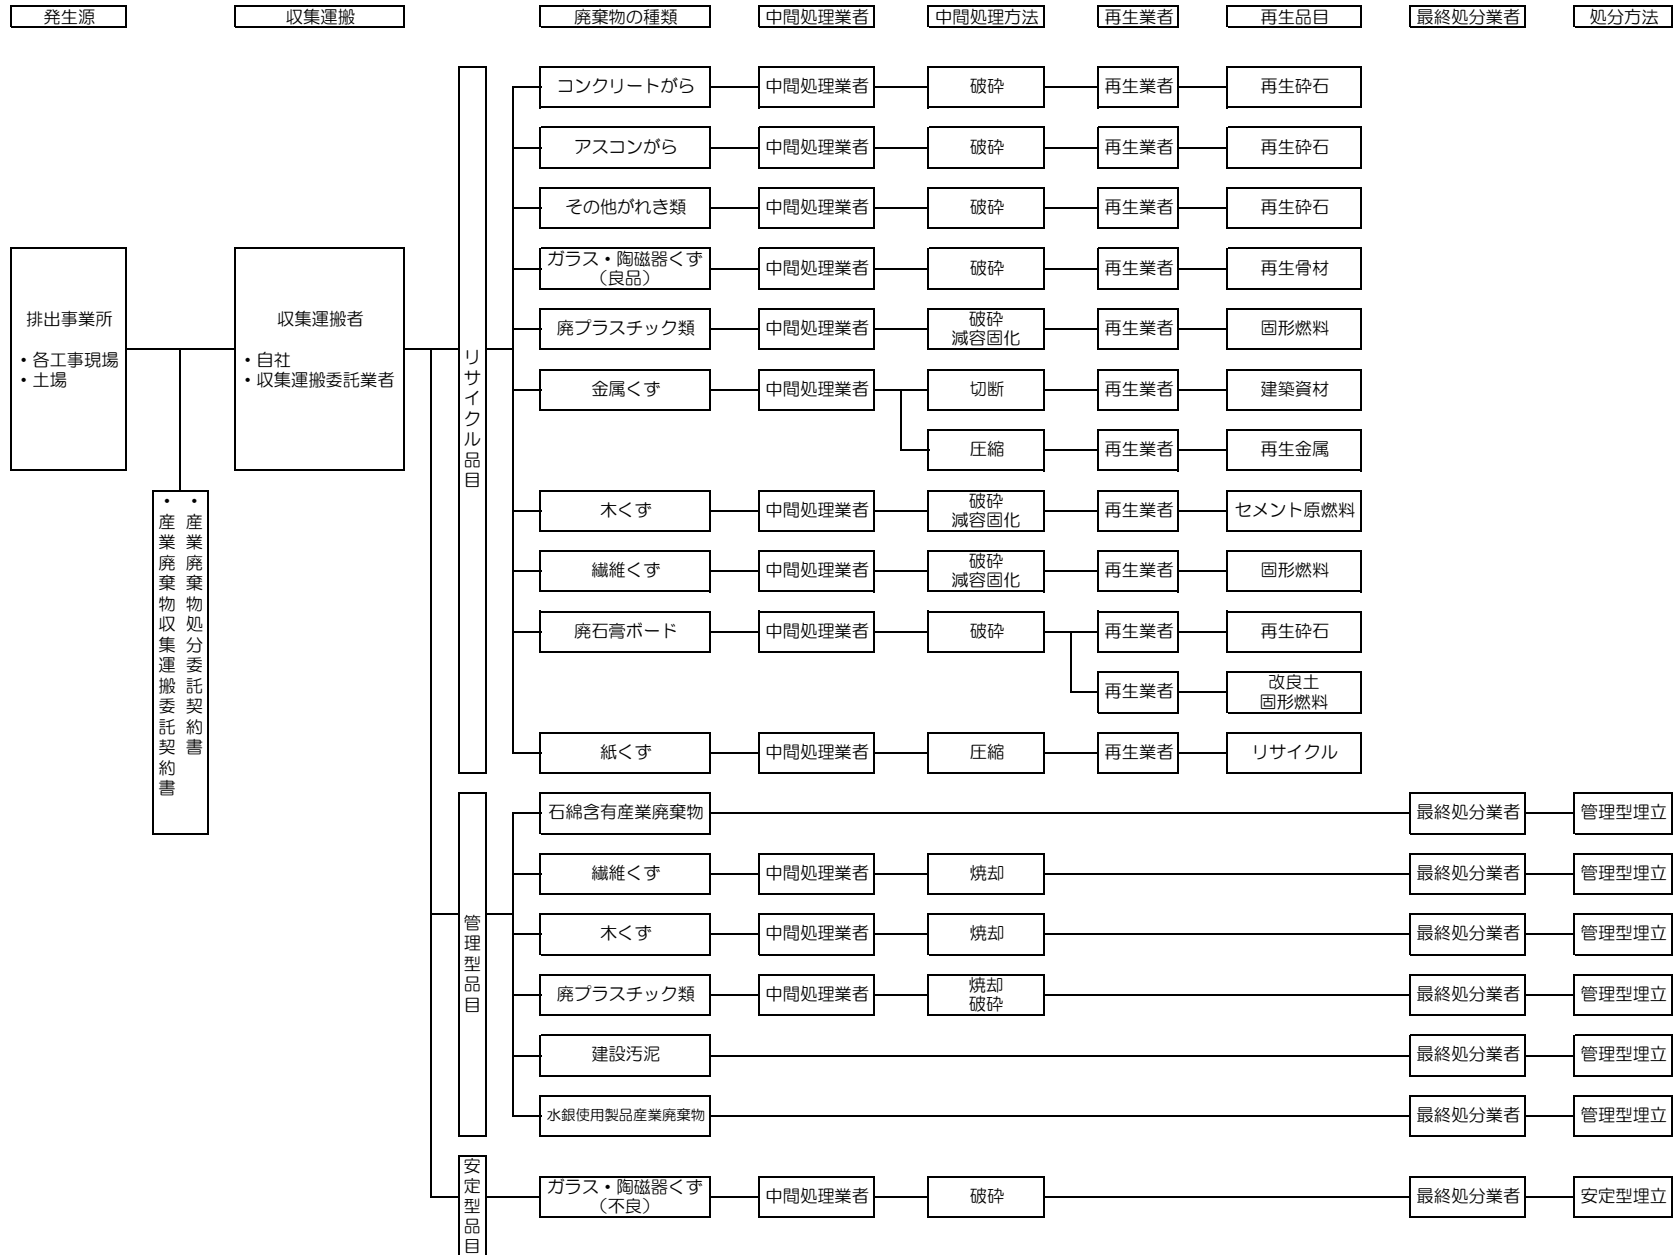 発生源
収集運搬
廃棄物の種類
中間処理業者
中間処理方法
再生業者
再生品目
最終処分業者
処分方法
排出事業所
・各工事現場
・土場
・産業廃棄物処分委託契約書
・産業廃棄物収集運搬委託契約書
収集運搬者
・自社
・収集運搬委託業者
リサイクル品目
コンクリートがら
中間処理業者
破砕
再生業者
再生砕石
アスコンがら
中間処理業者
破砕
再生業者
再生砕石
その他がれき類
中間処理業者
破砕
再生業者
再生砕石
ガラス・陶磁器くず
（良品）
中間処理業者
破砕
再生業者
再生骨材
廃プラスチック類
中間処理業者
破砕
減容固化
再生業者
固形燃料
金属くず
中間処理業者
切断
再生業者
建築資材
圧縮
再生業者
再生金属
木くず
中間処理業者
破砕
減容固化
再生業者
セメント原燃料
繊維くず
中間処理業者
破砕
減容固化
再生業者
固形燃料
廃石膏ボード
中間処理業者
破砕
再生業者
再生砕石
再生業者
改良土
固形燃料
紙くず
中間処理業者
圧縮
再生業者
リサイクル
管理型品目
石綿含有産業廃棄物
最終処分業者
管理型埋立
繊維くず
中間処理業者
焼却
最終処分業者
管理型埋立
木くず
中間処理業者
焼却
最終処分業者
管理型埋立
廃プラスチック類
中間処理業者
焼却
破砕
最終処分業者
管理型埋立
建設汚泥
最終処分業者
管理型埋立
水銀使用製品産業廃棄物
最終処分業者
管理型埋立
安定型品目
ガラス・陶磁器くず
（不良）
中間処理業者
破砕
最終処分業者
安定型埋立